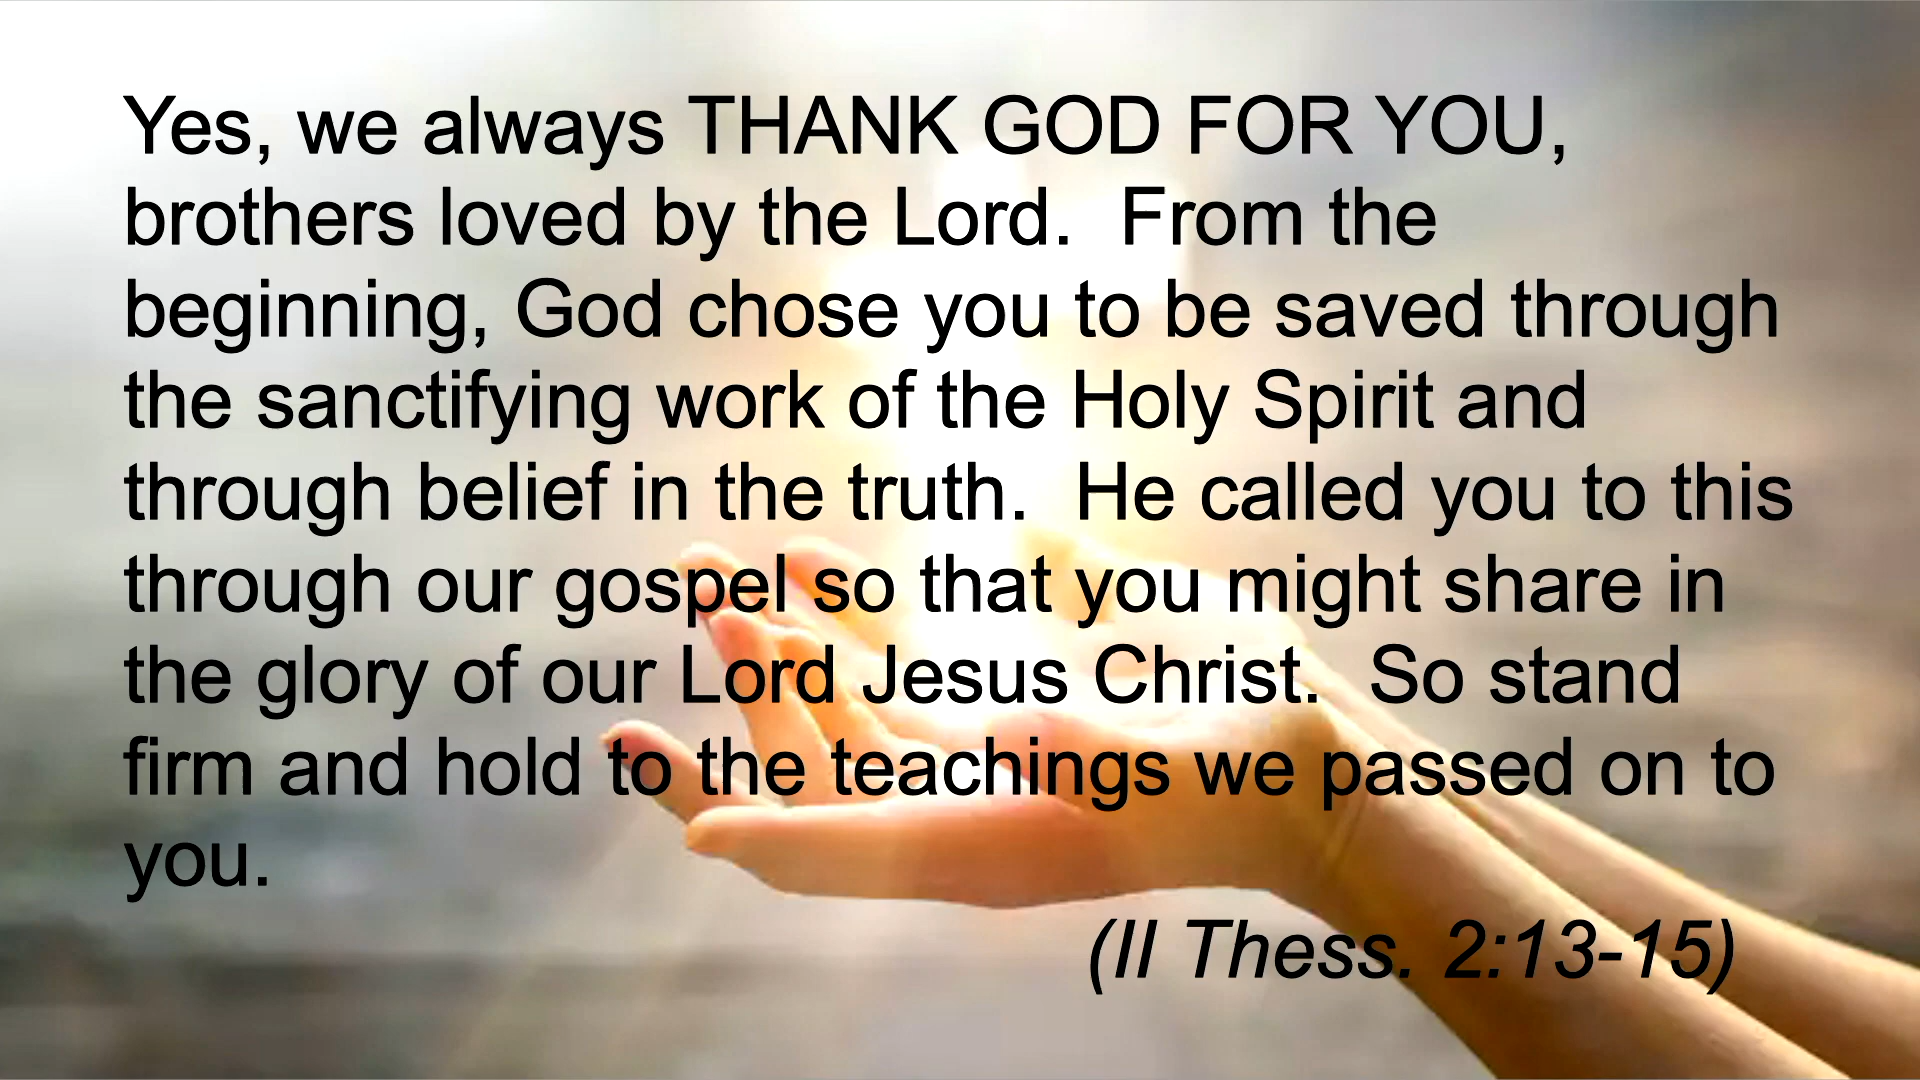 Yes, we always THANK GOD FOR YOU,
brothers loved by the Lord.  From the
beginning, God chose you to be saved through
the sanctifying work of the Holy Spirit and
through belief in the truth.  He called you to this
through our gospel so that you might share in
the glory of our Lord Jesus Christ.  So stand
firm and hold to the teachings we passed on to
you.
(II Thess. 2:13-15)